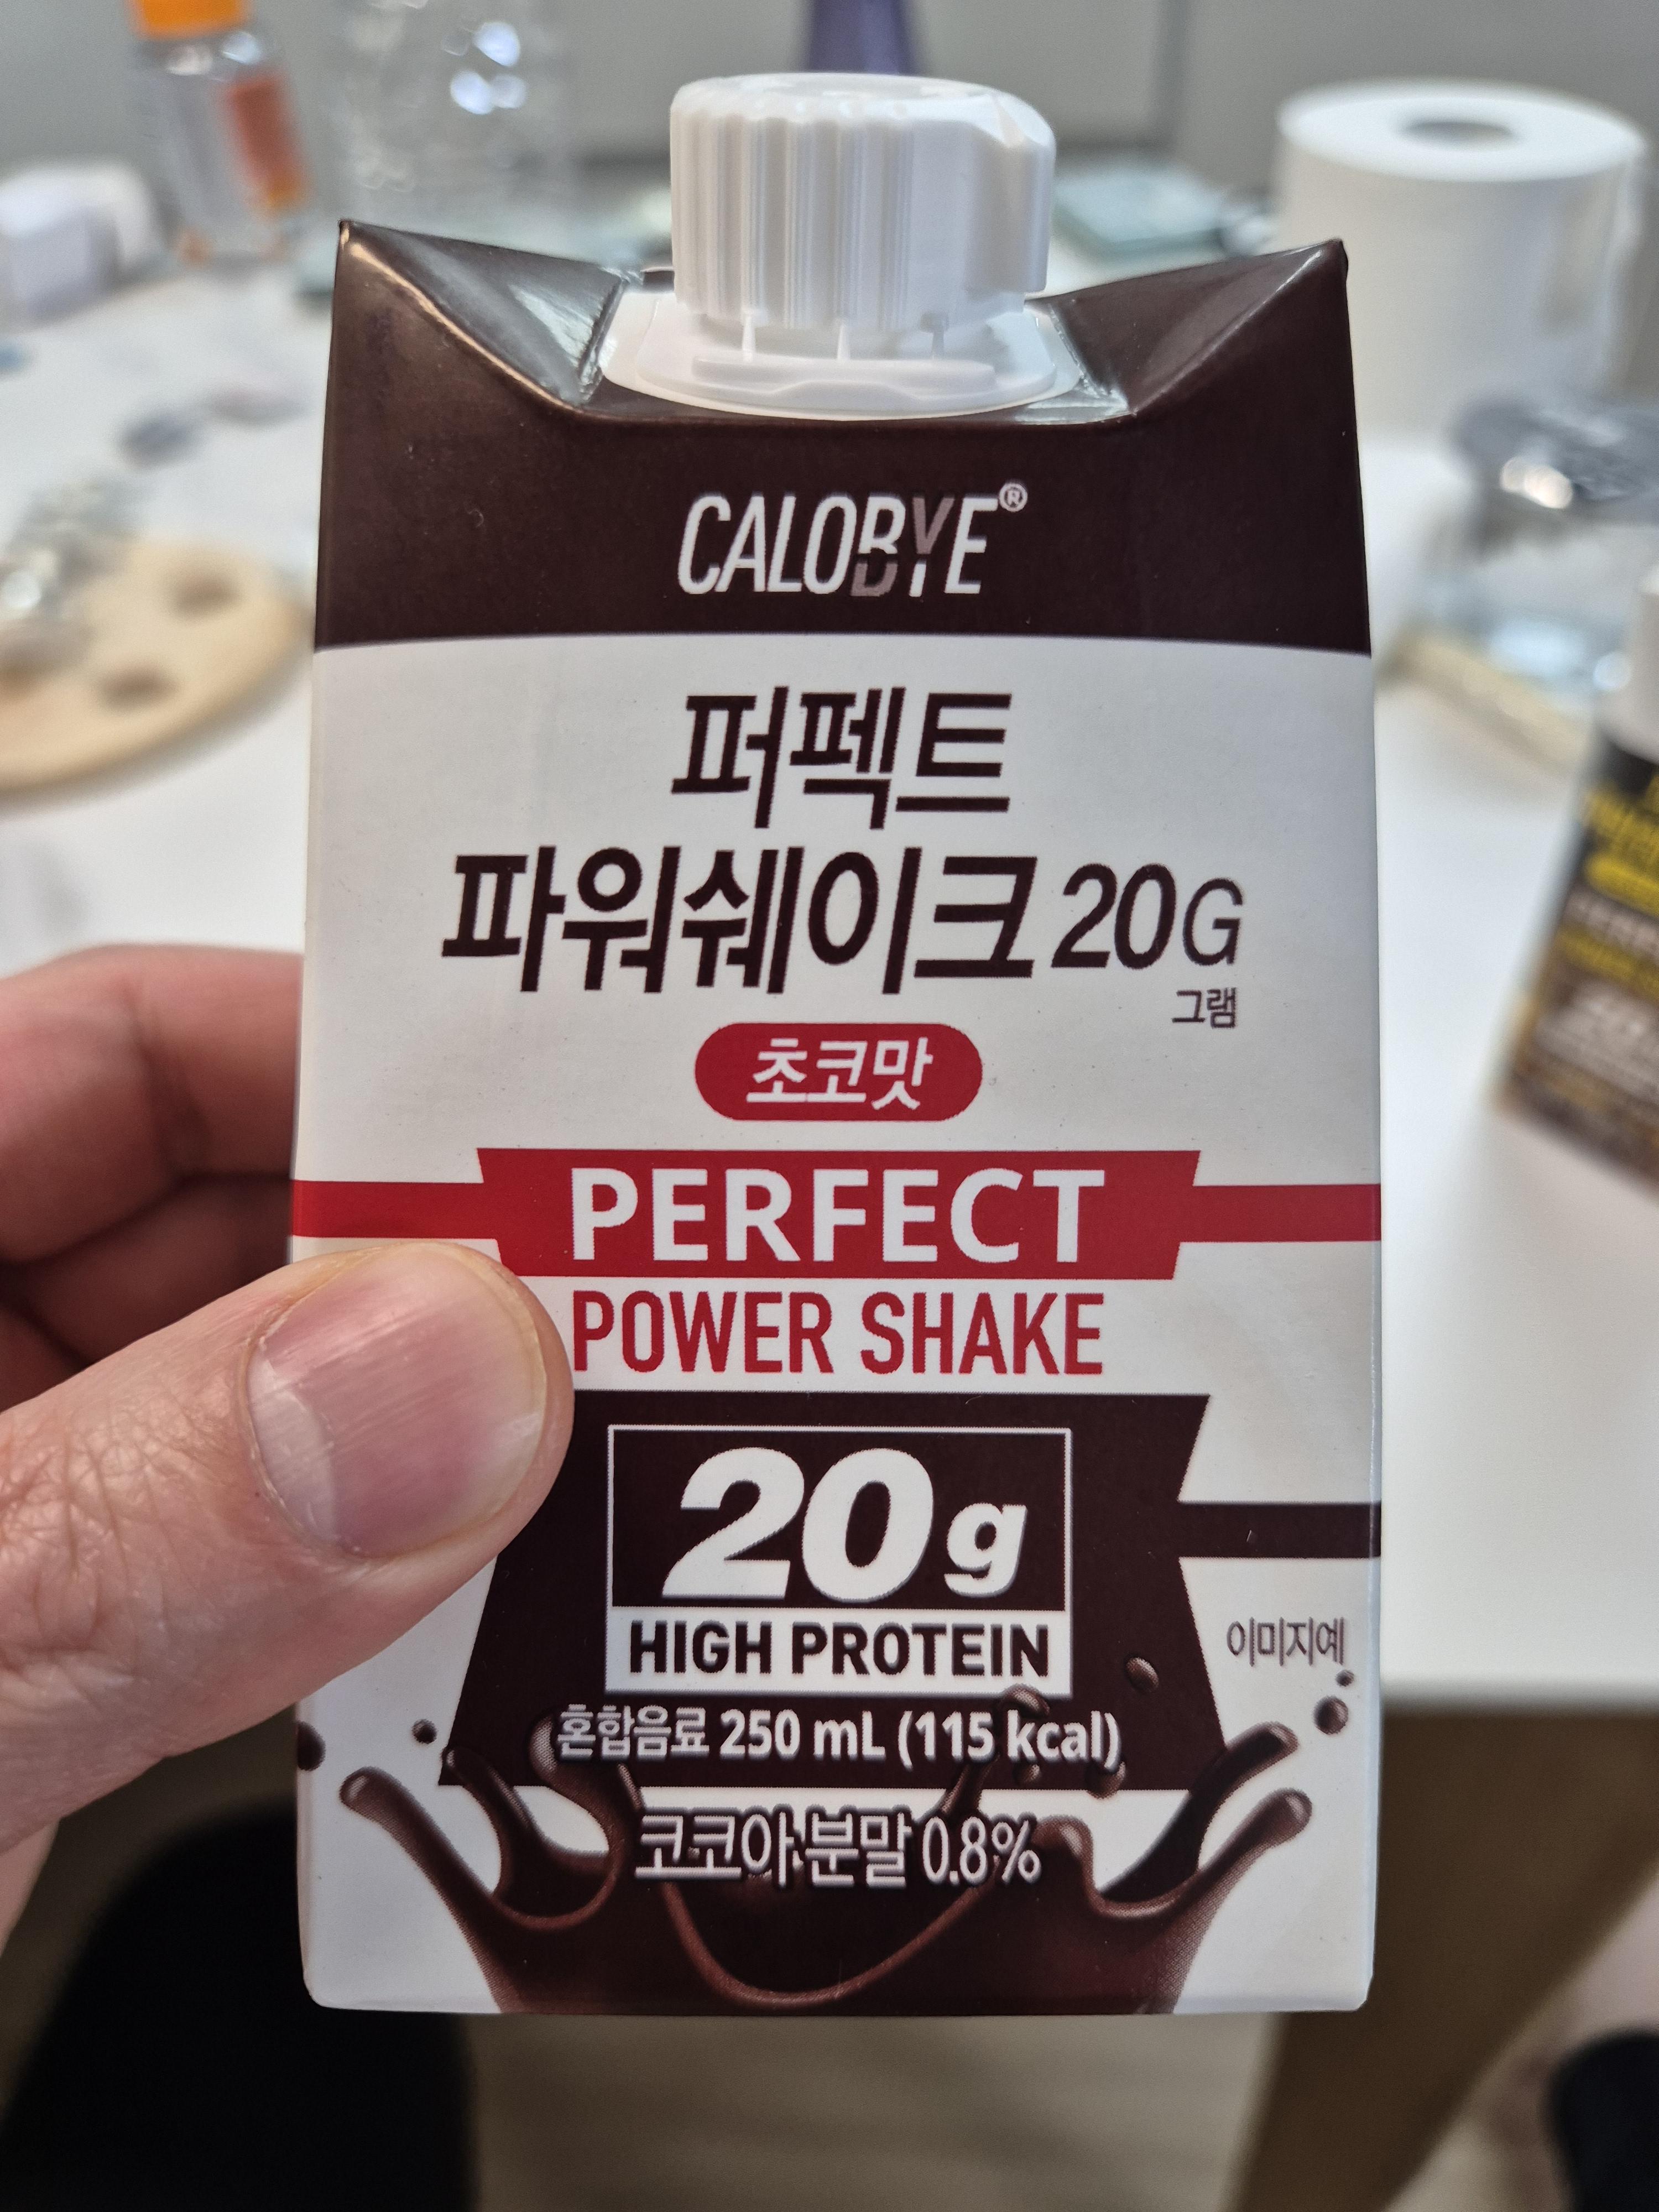 CALOBYE®
퍼펙트
파워쉐이크 20G
그램
초코맛
PERFECT
POWER SHAKE
20g
HIGH PROTEIN
이미지예
혼합음료 250 mL (115 kcal)
코코아분말 0.8%